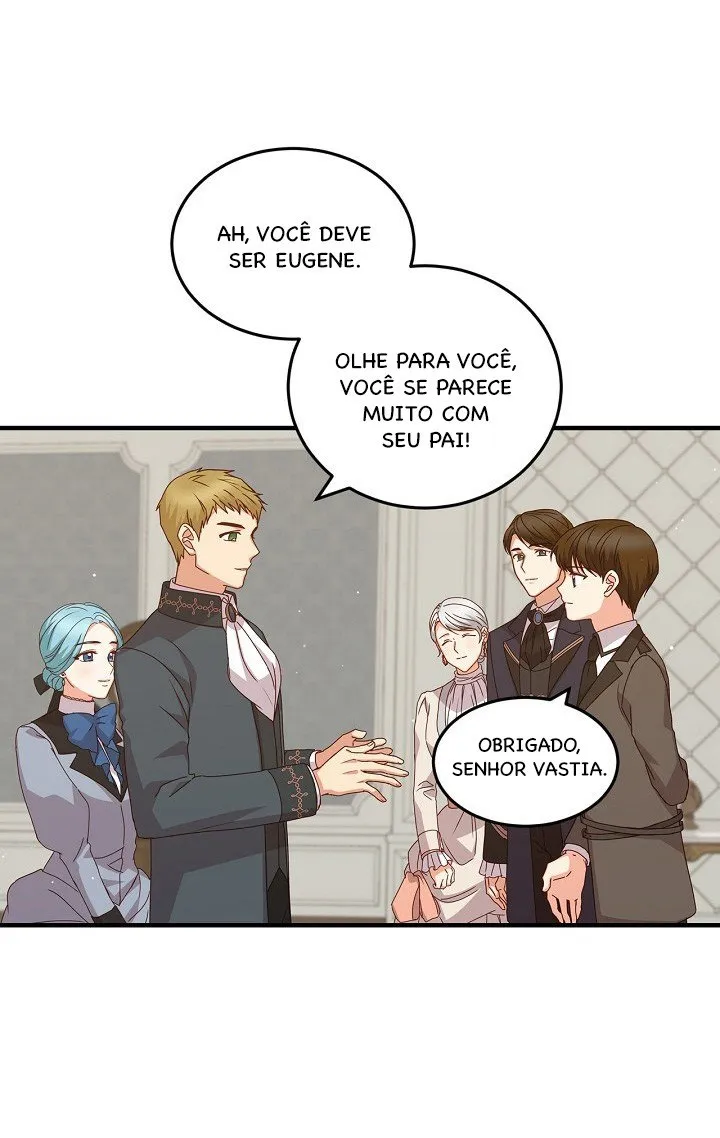 AH, VOCÊ DEVE
SER EUGENE.
OLHE PARA VOCÊ,
VOCÊ SE PARECE
MUITO COM
SEU PAI!
OBRIGADO,
SENHOR VASTIA.